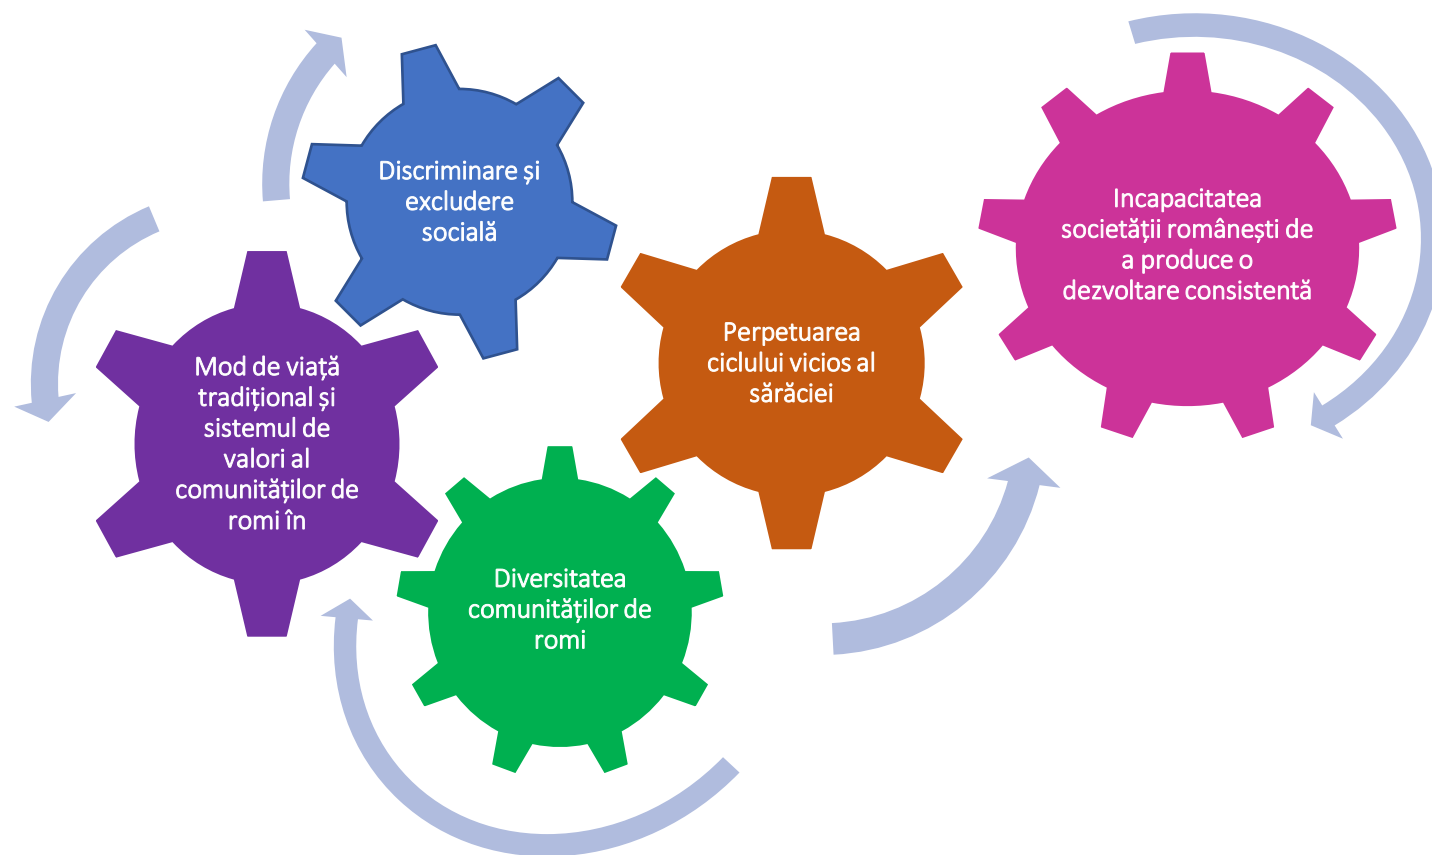 Discriminare și
excludere
socială
Mod de viață
tradițional și
sistemul de
valori al
comunităților de
romi în
Diversitatea
comunităților de
romi
Perpetuarea
ciclului vicios al
sărăciei
Incapacitatea
societății românești de
a produce o
dezvoltare consistentă